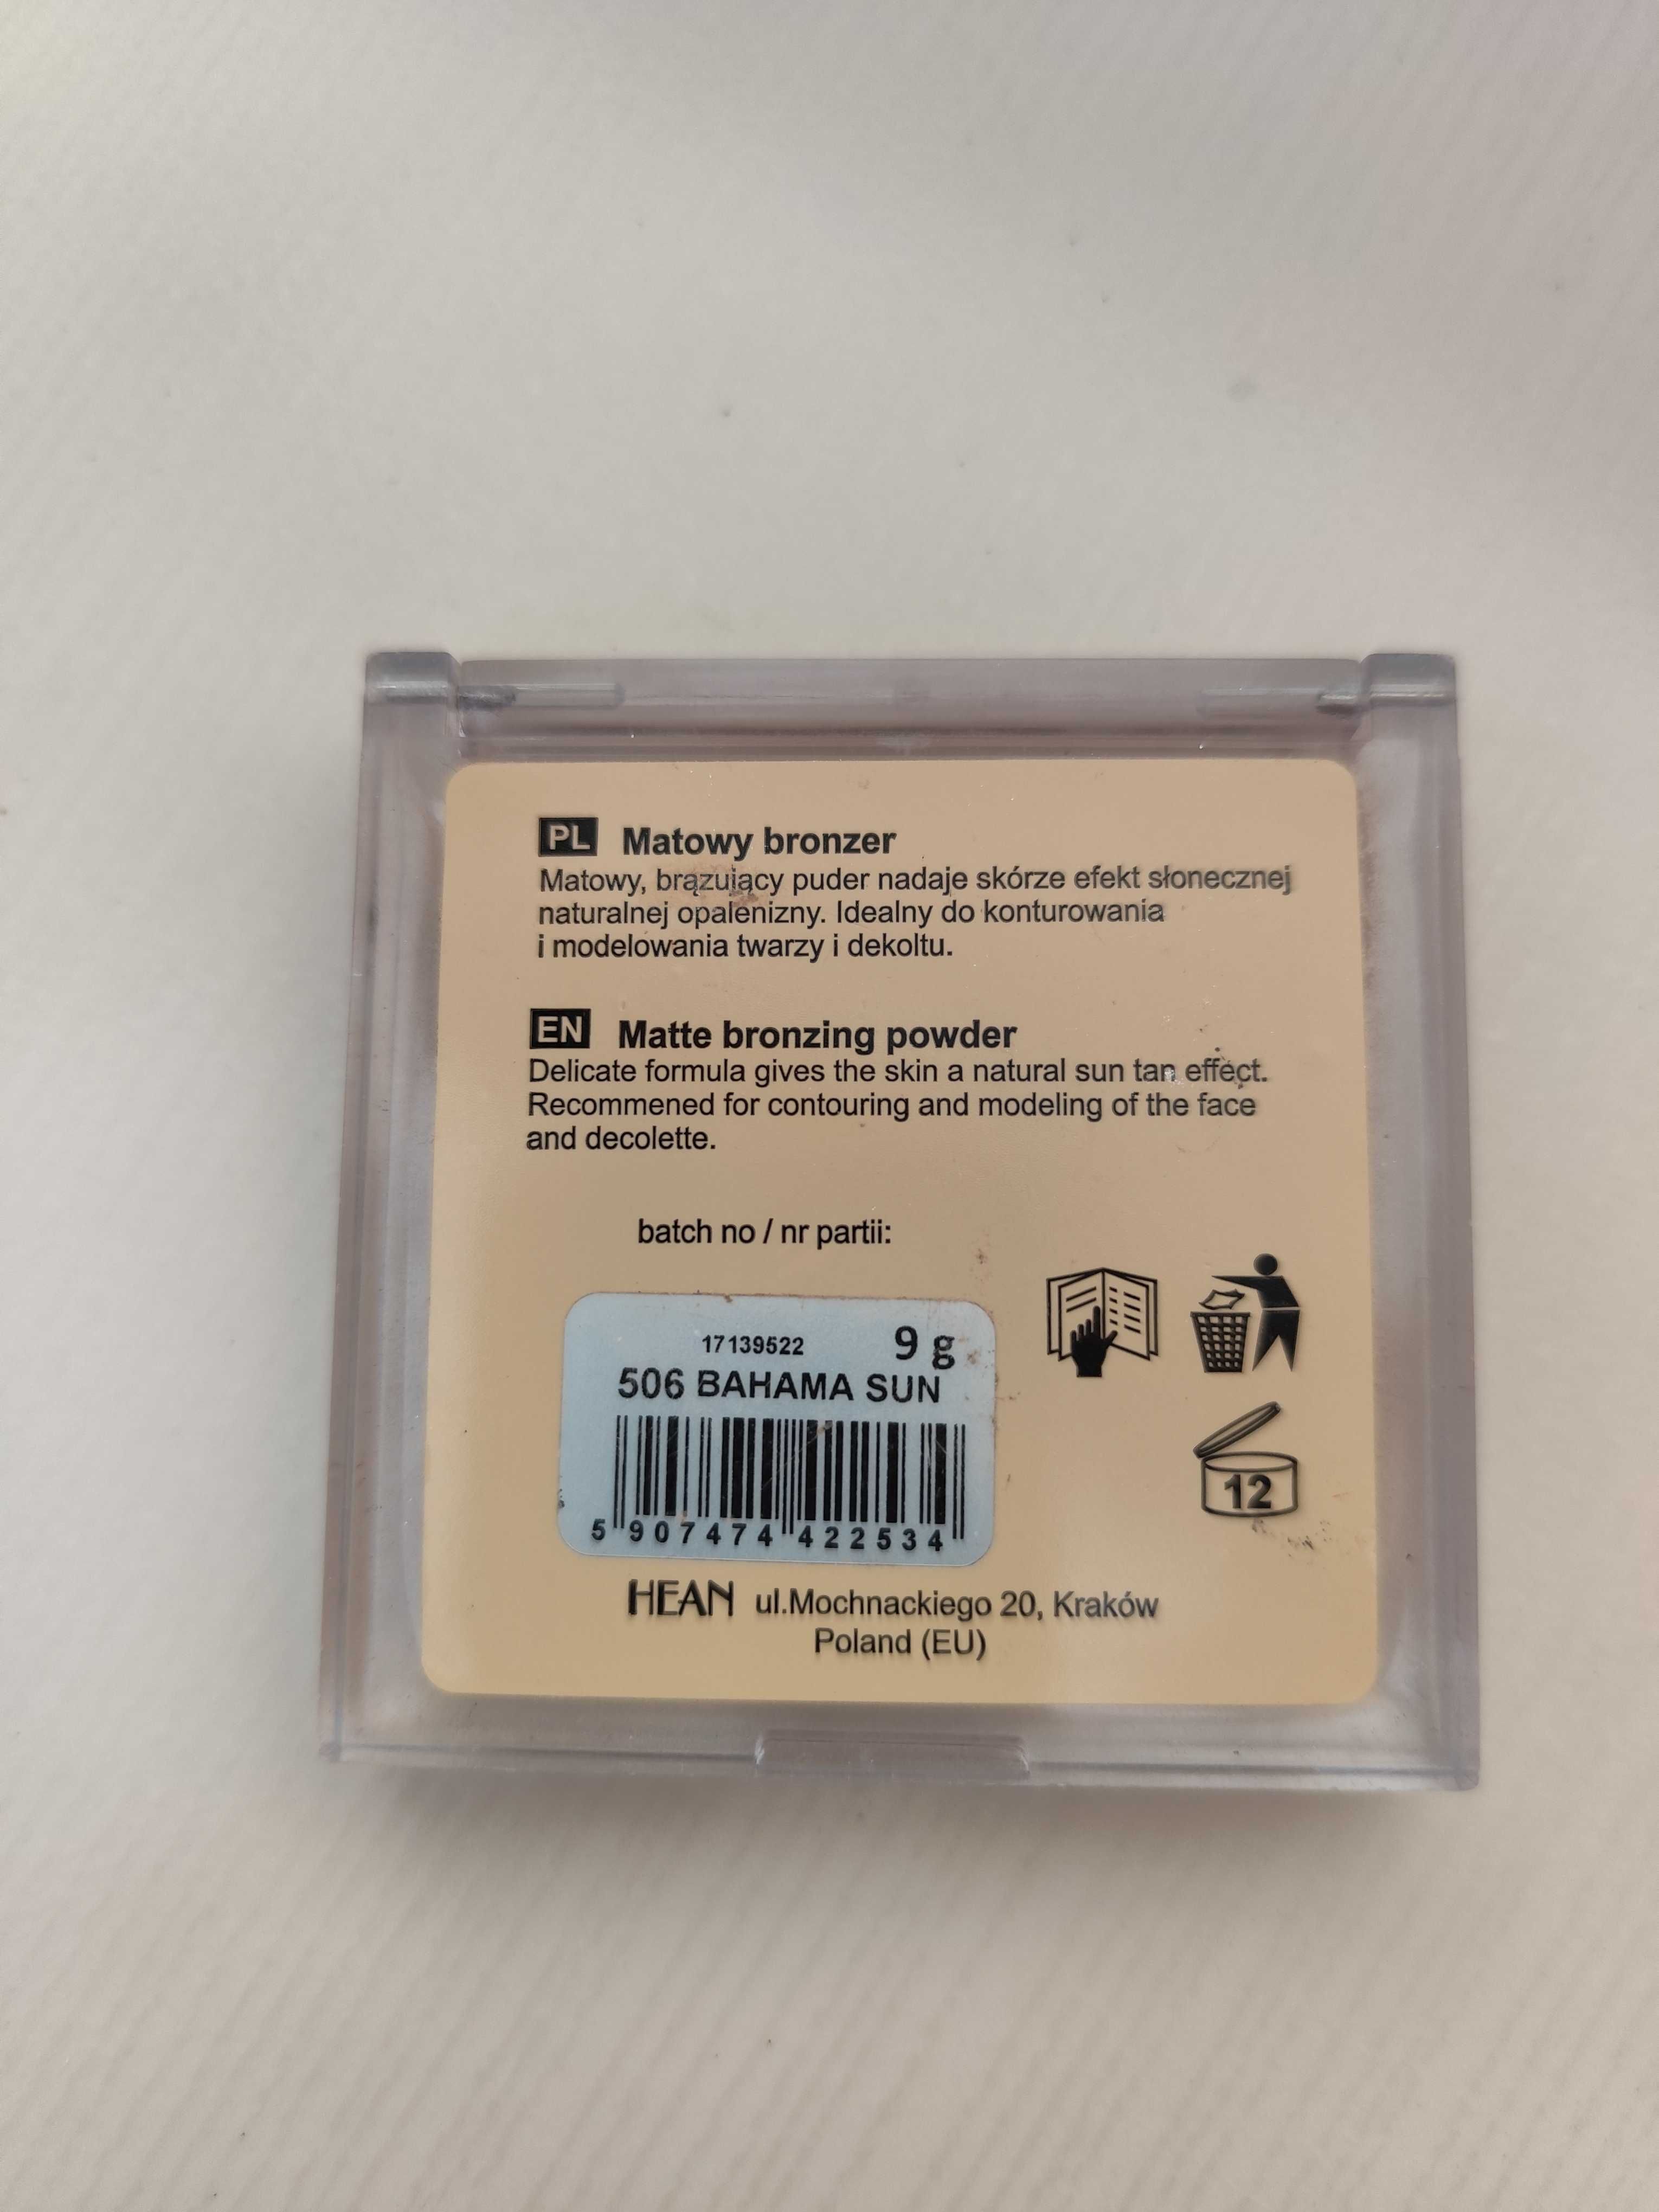 PL Matowy bronzer
Matowy, brązujący puder nadaje skórze efekt słonecznej
naturalnej opalenizny. Idealny do konturowania
i modelowania twarzy i dekoltu.
EN Matte bronzing powder
Delicate formula gives the skin a natural sun tan effect.
Recommened for contouring and modeling of the face
and decolette.
batch no / nr partii:
17139522 9 g
506 BAHAMA SUN
5 907474 422534
12
HEAN ul.Mochnackiego 20, Kraków
Poland (EU)